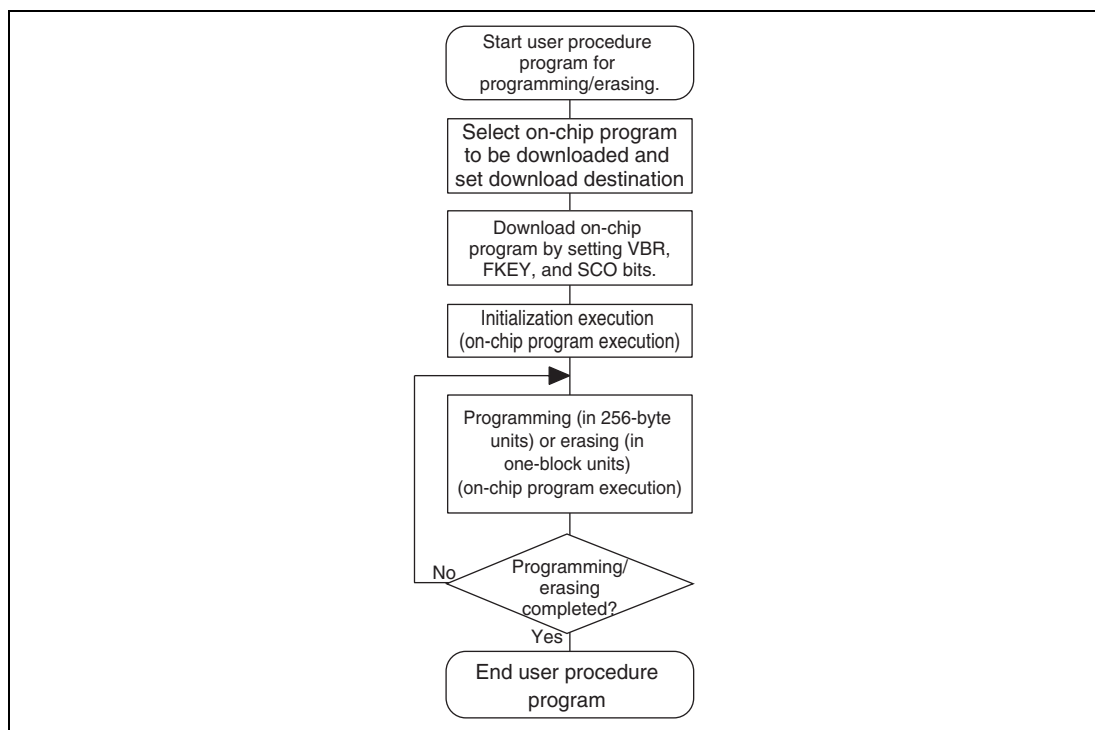 Start user procedure
program for
programming/erasing.
Select on-chip program
to be downloaded and
set download destination
Download on-chip
program by setting VBR,
FKEY, and SCO bits.
Initialization execution
(on-chip program execution)
Programming (in 256-byte
units) or erasing (in
one-block units)
(on-chip program execution)
No
Programming/
erasing
completed?
Yes
End user procedure
program